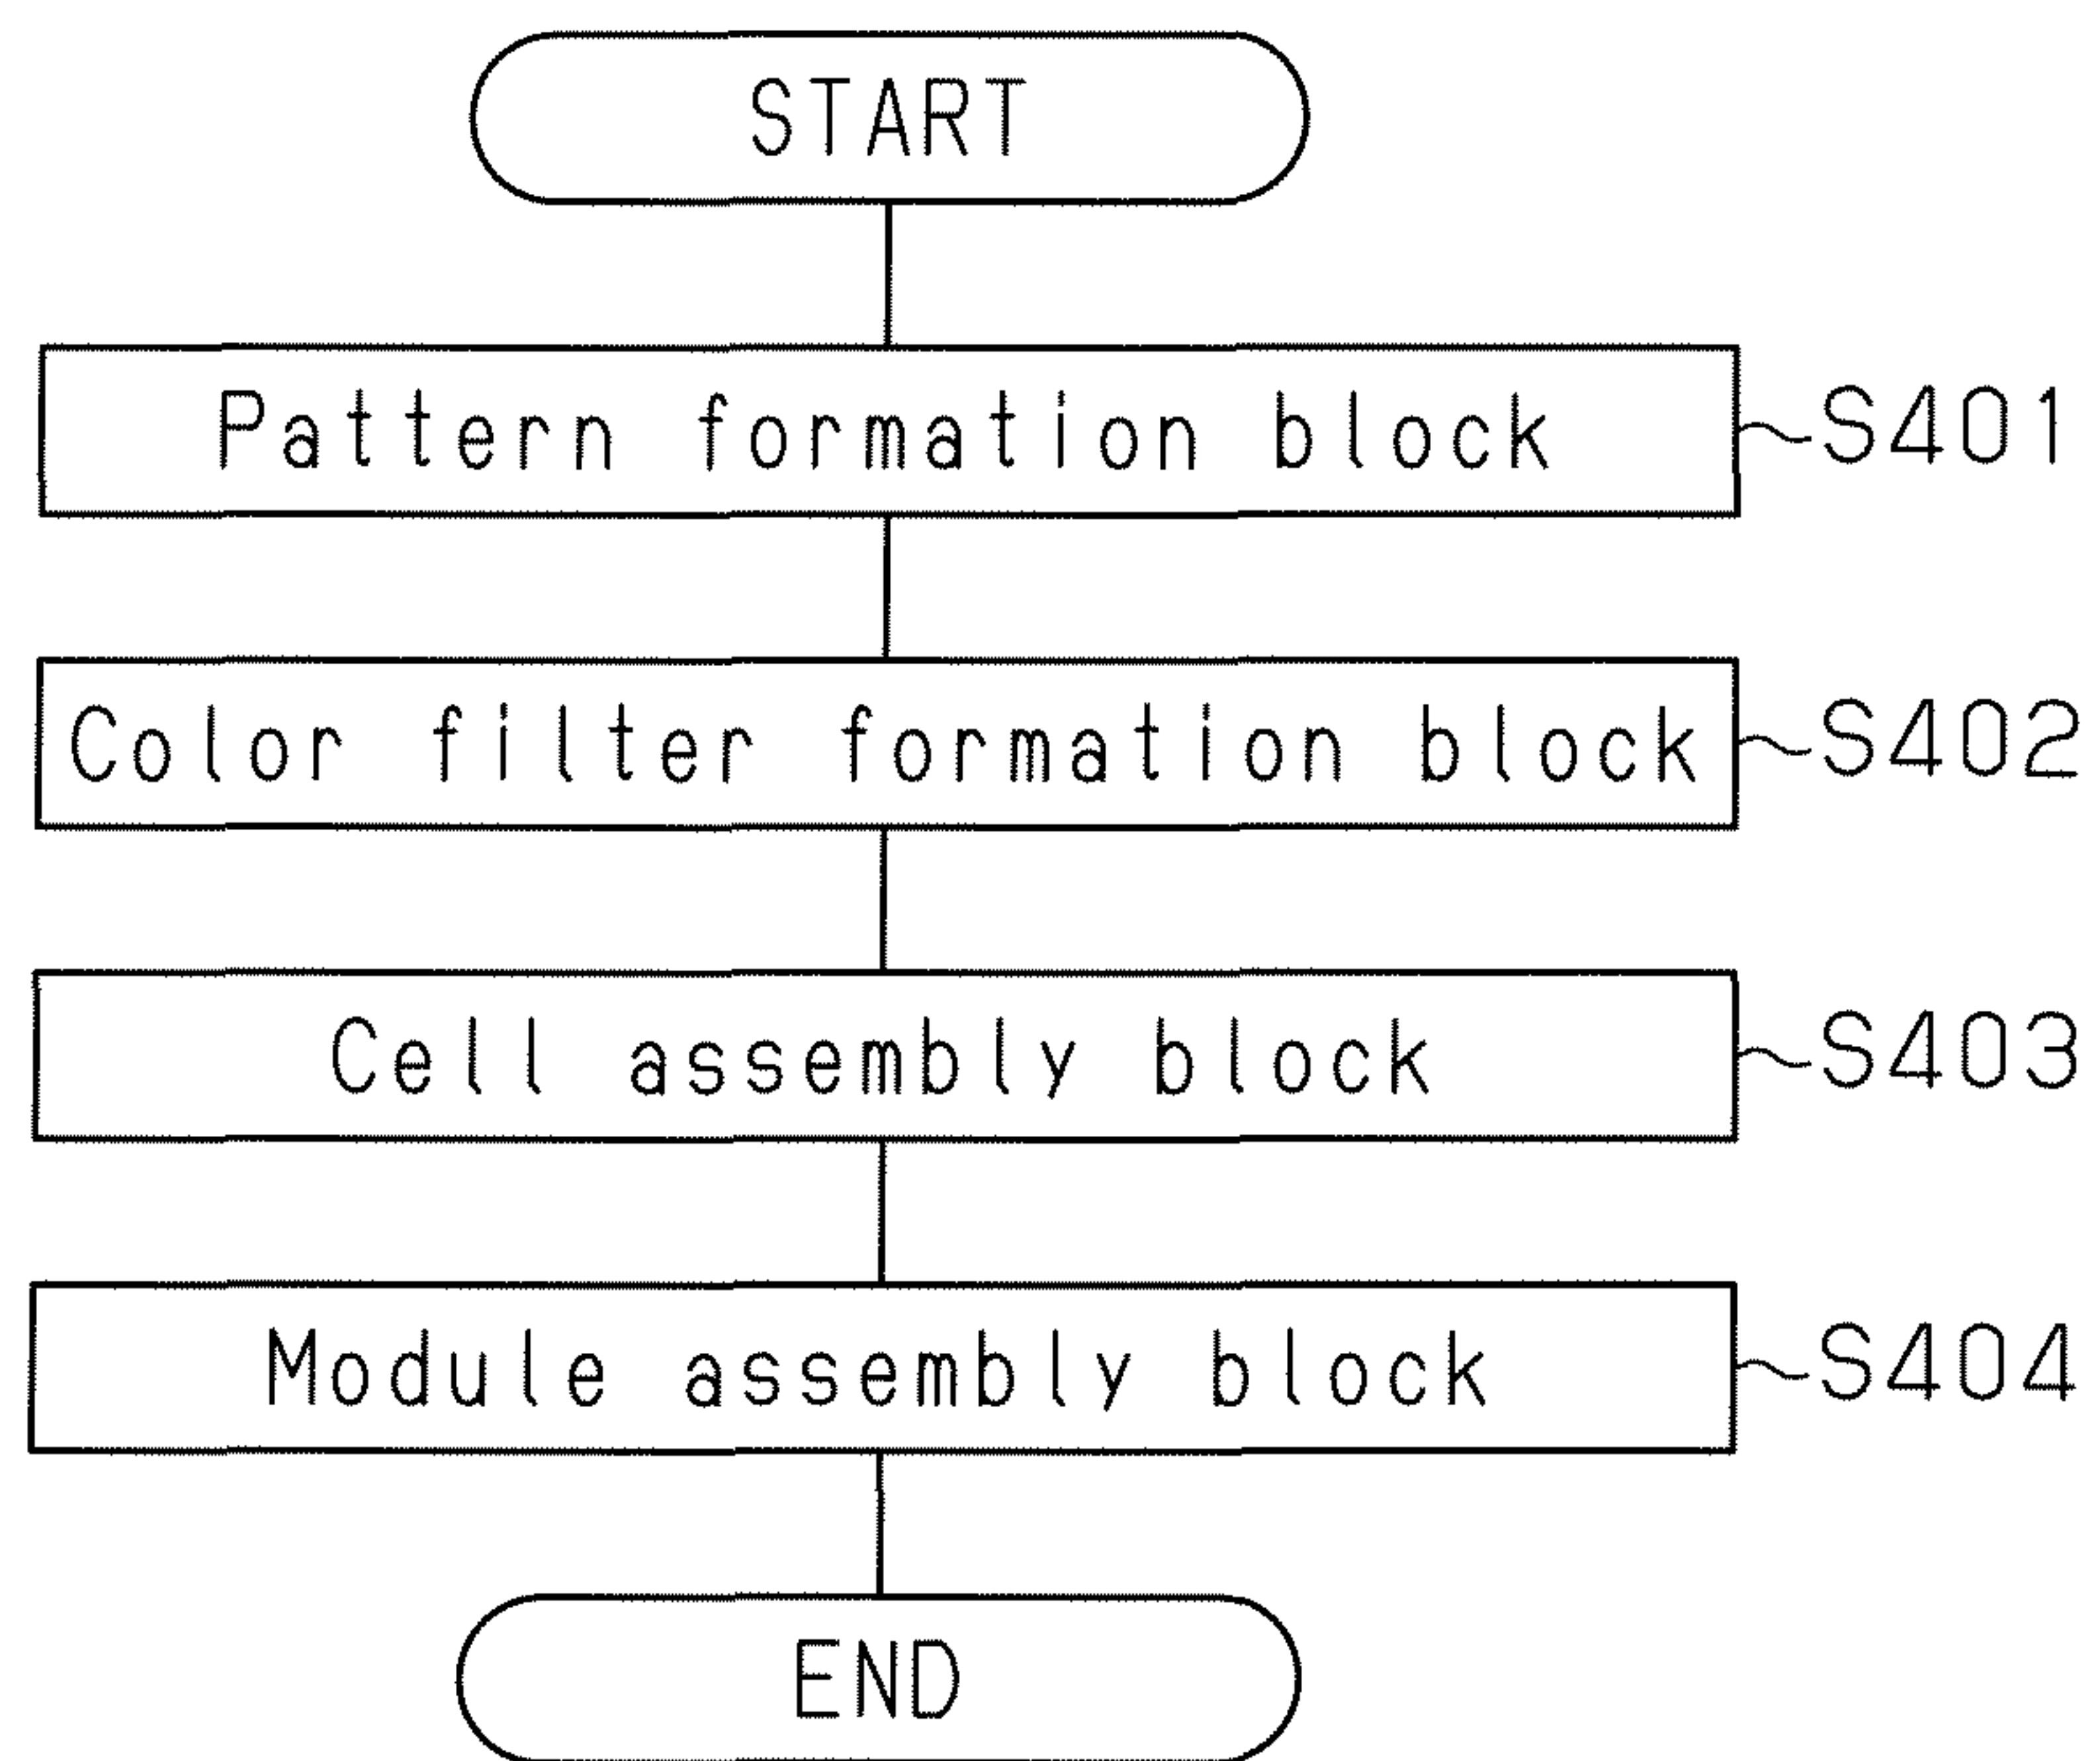 START
Pattern formation block
S401
Color filter formation block
S402
Cell assembly block
S403
Module assembly block
S404
END